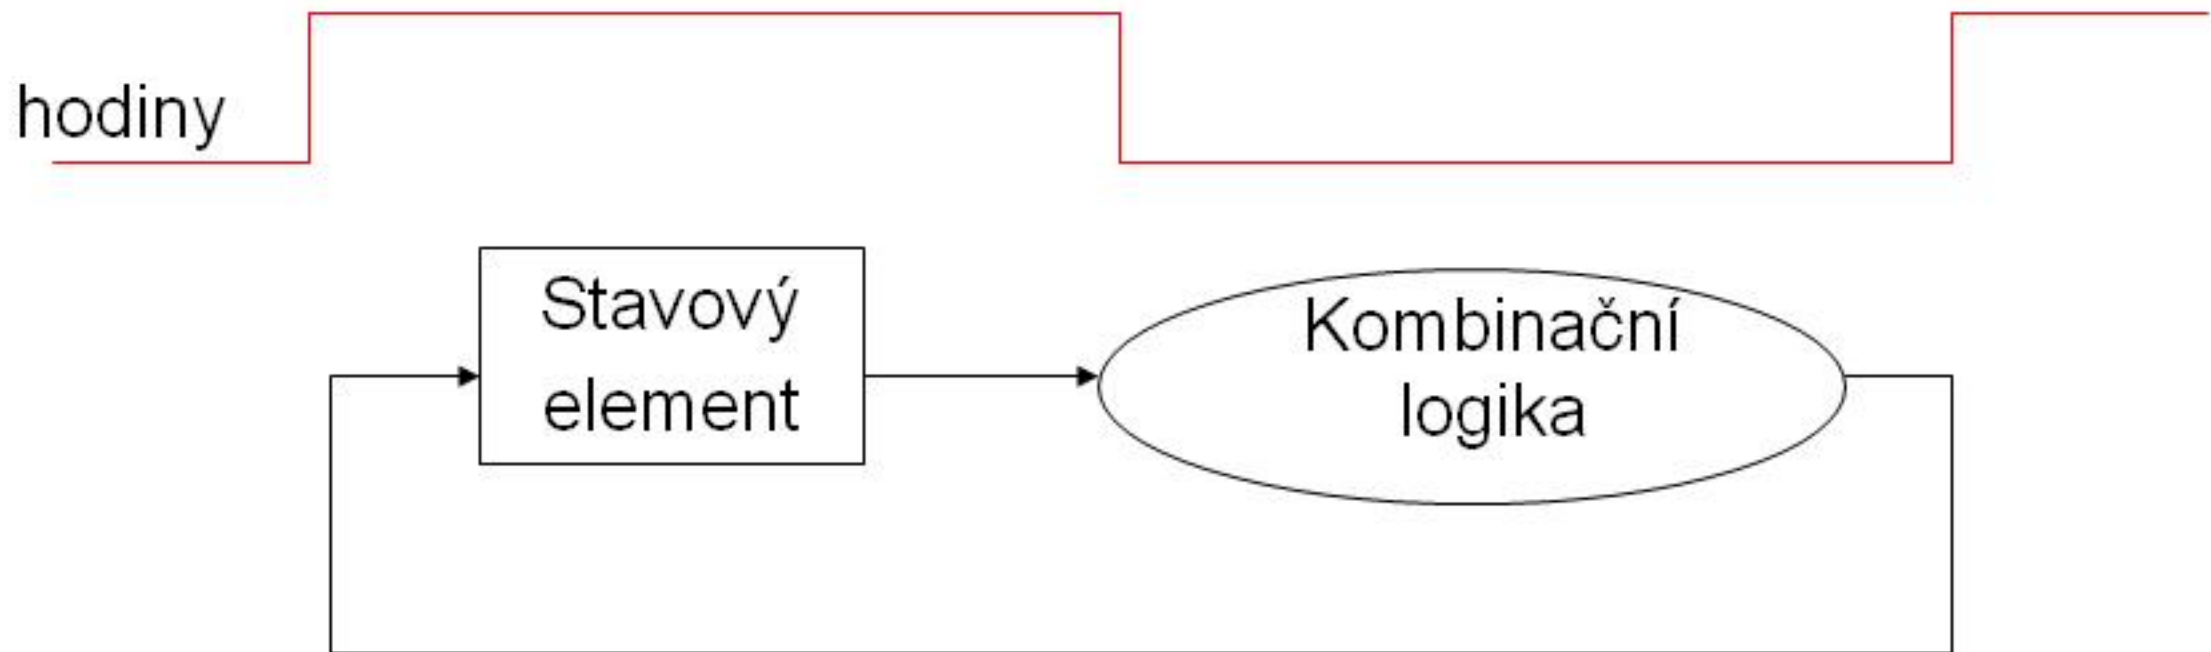 hodiny
Stavový
element
Kombinační
logika